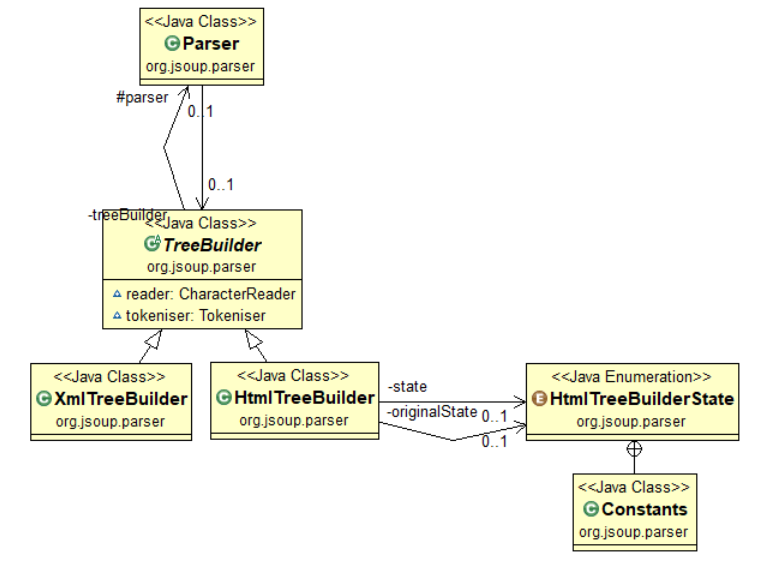 <<Java Class>>
Parser
org.jsoup.parser
#parser
0..1
0..1
-treeBuilder
<<Java Class>>
TreeBuilder
org.jsoup.parser
reader: CharacterReader
tokeniser: Tokeniser
<<Java Class>>
XmlTreeBuilder
org.jsoup.parser
<<Java Class>>
HtmlTreeBuilder
org.jsoup.parser
-state
-originalState
0..1
0..1
<<Java Enumeration>>
HtmlTreeBuilderState
org.jsoup.parser
<<Java Class>>
Constants
org.jsoup.parser